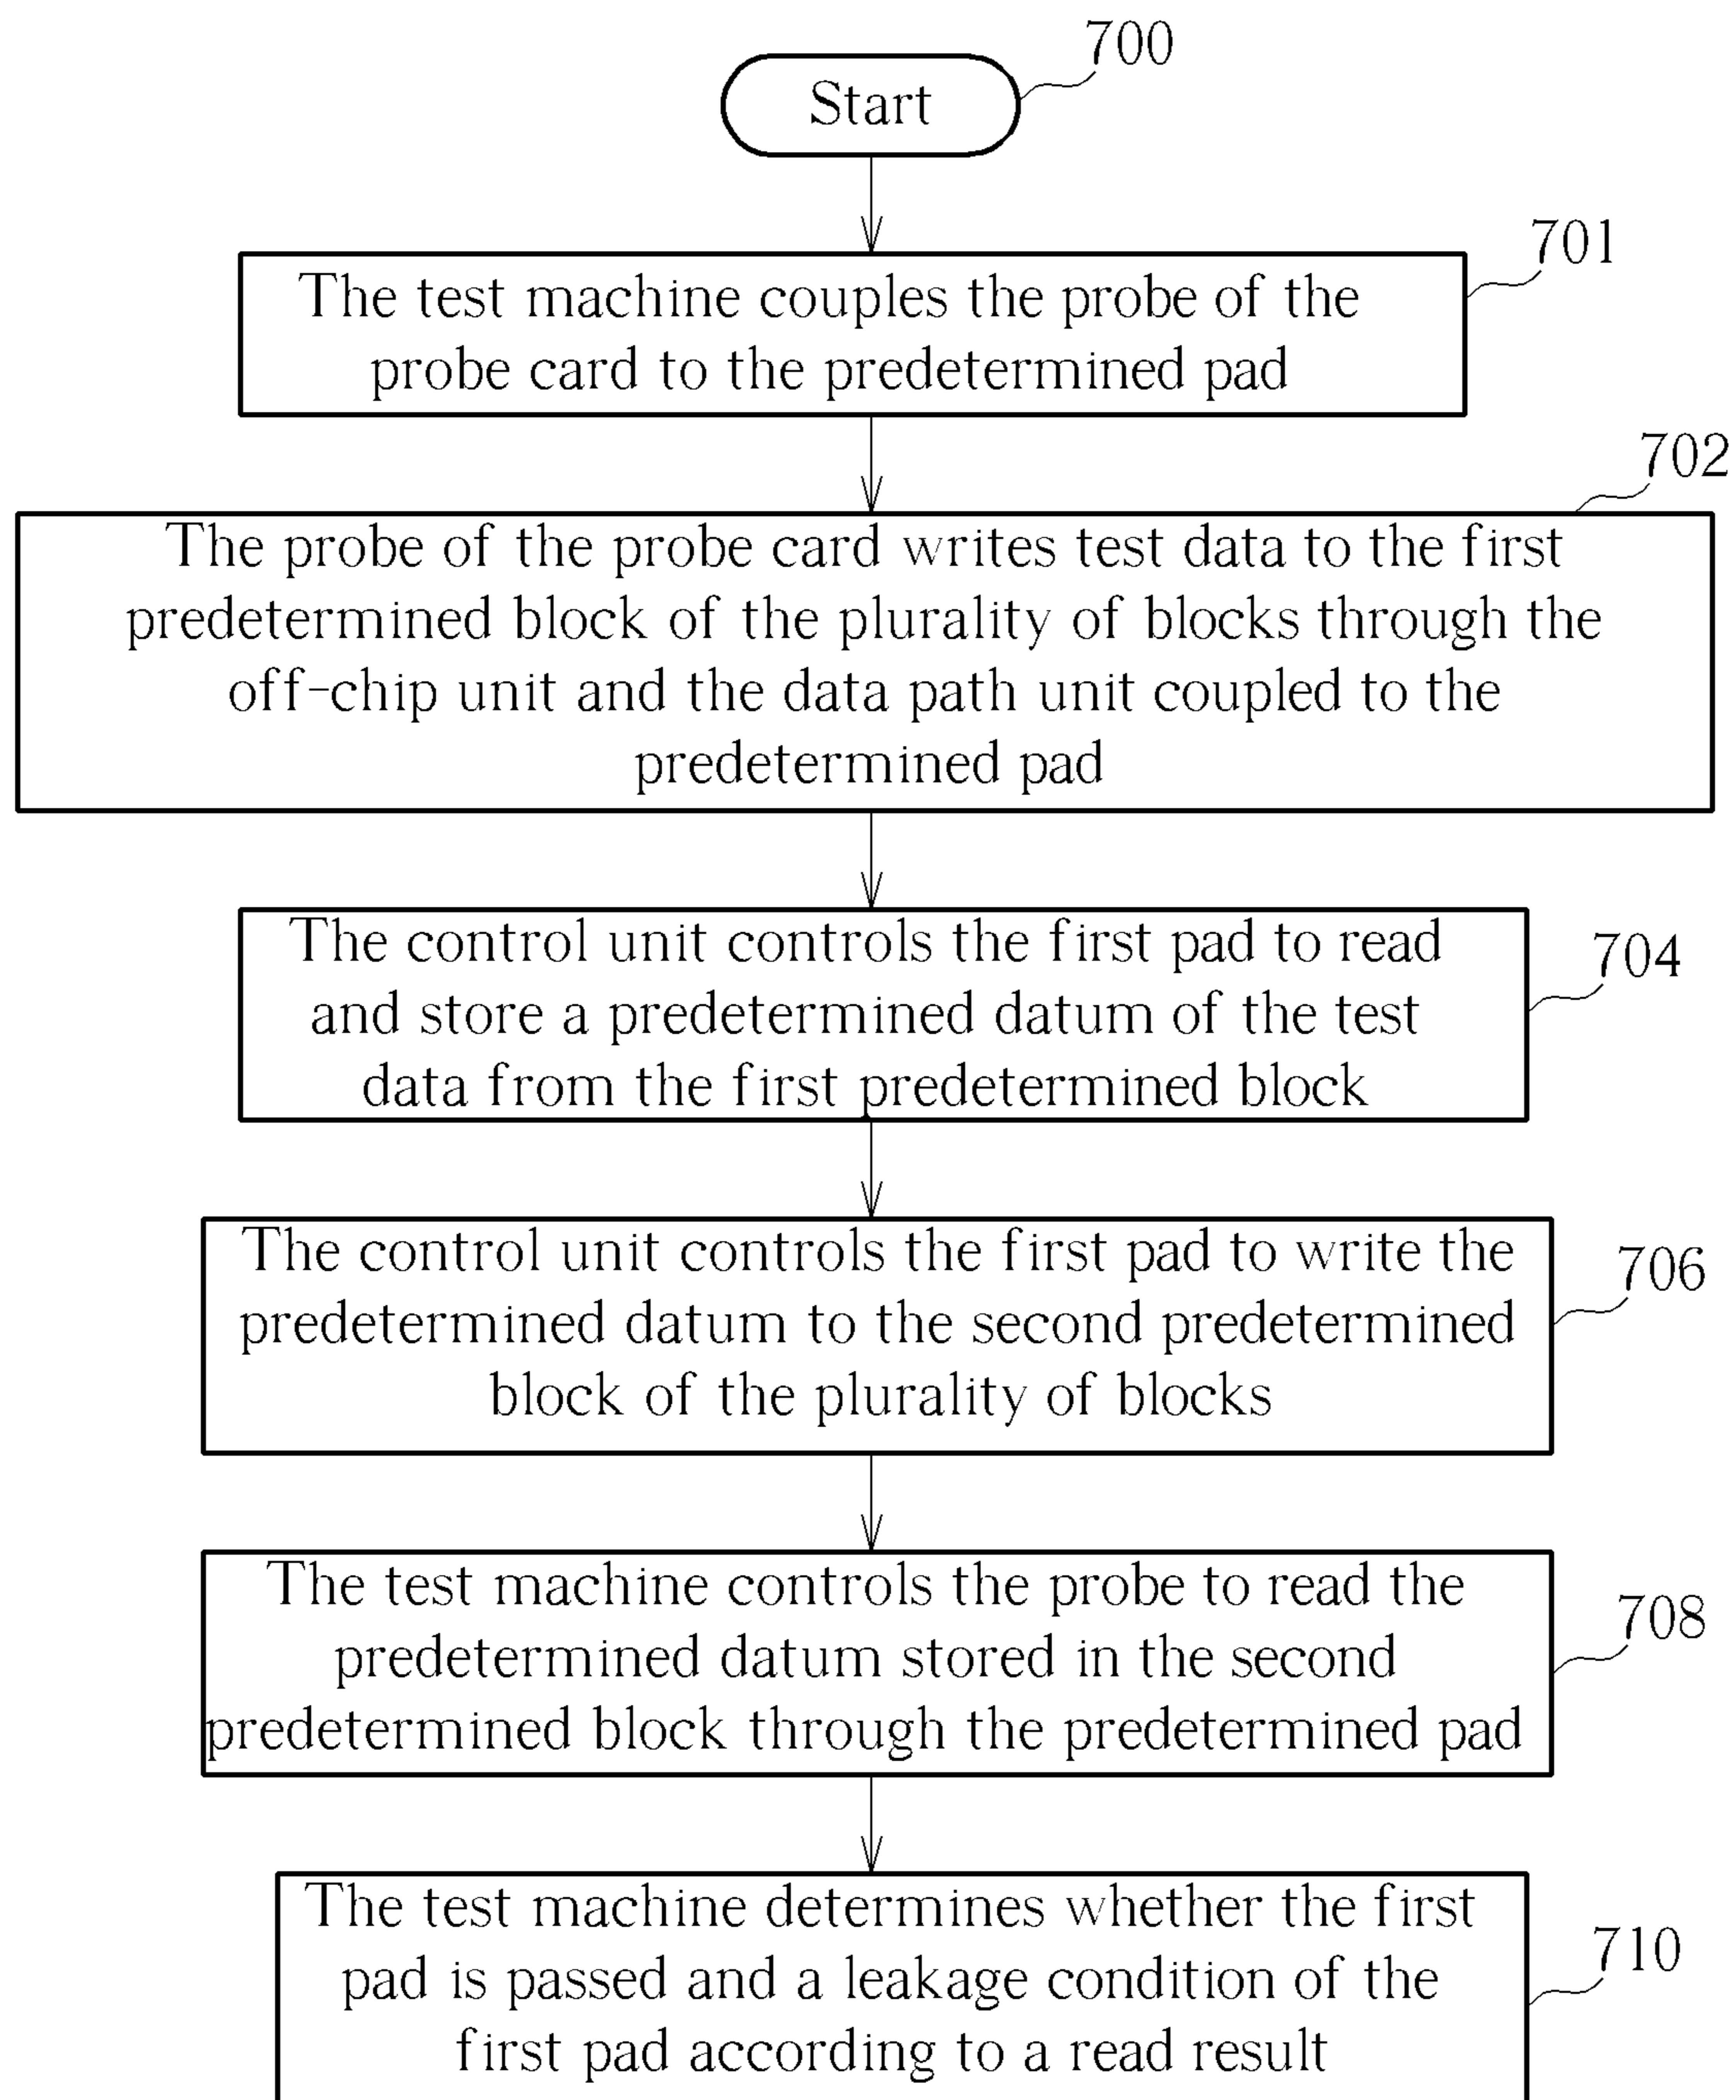 700
Start
701
The test machine couples the probe of the
probe card to the predetermined pad
702
The probe of the probe card writes test data to the first
predetermined block of the plurality of blocks through the
off-chip unit and the data path unit coupled to the
predetermined pad
The control unit controls the first pad to read
704
and store a predetermined datum of the test
data from the first predetermined block
The control unit controls the first pad to write the
706
predetermined datum to the second predetermined
block of the plurality of blocks
The test machine controls the probe to read the
708
predetermined datum stored in the second
predetermined block through the predetermined pad
The test machine determines whether the first
710
pad is passed and a leakage condition of the
first pad according to a read result